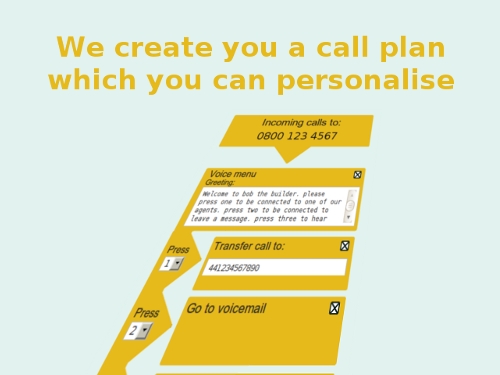 We create you a call plan
which you can personalise
Incoming calls to:
0800 123 4567
Voice menu
Greeting:
Welcome to bob the builder. please
press one to be connected to one of our
agents. press two to be connected to
leave a message. press three to hear
Press
1
Transfer call to:
441234567890
Press
2
Go to voicemail